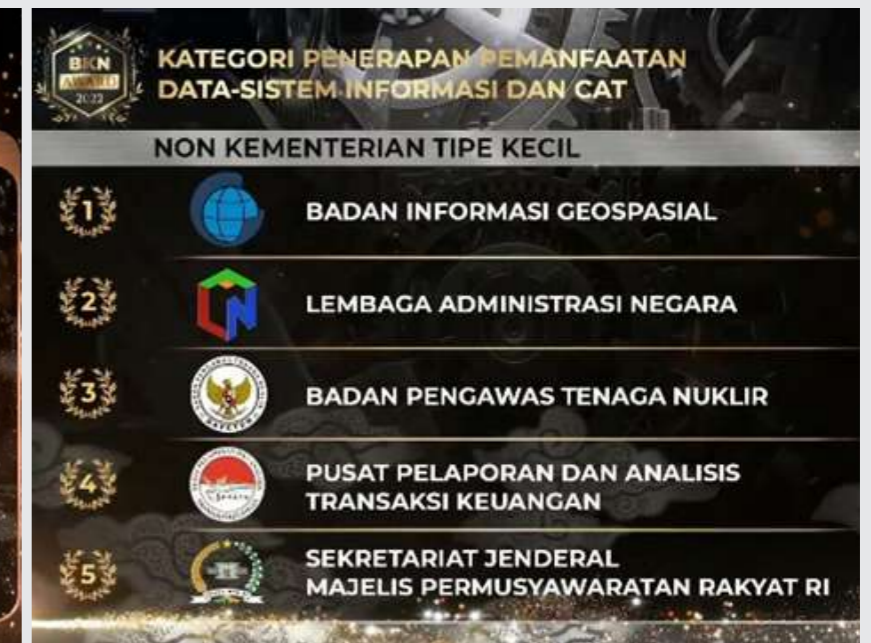 BKN
AWARD
2022
KATEGORI PENERAPAN PEMANFAATAN
DATA-SISTEM INFORMASI DAN CAT
NON KEMENTERIAN TIPE KECIL
1
BADAN INFORMASI GEOSPASIAL
2
LEMBAGA ADMINISTRASI NEGARA
3
BADAN PENGAWAS TENAGA NUKLIR
4
PUSAT PELAPORAN DAN ANALISIS
TRANSAKSI KEUANGAN
5
SEKRETARIAT JENDERAL
MAJELIS PERMUSYAWARATAN RAKYAT RI